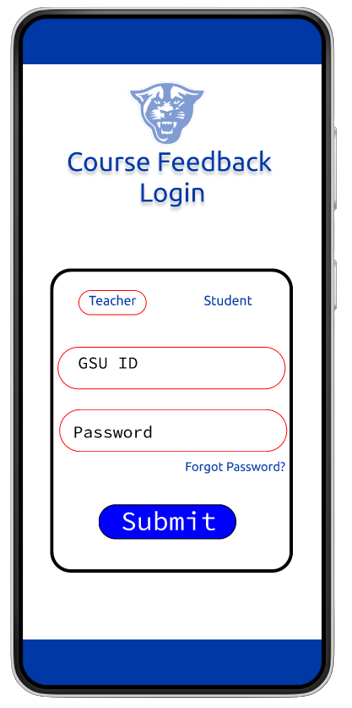 Course Feedback
Login
Teacher Student
GSU ID
Password
Forgot Password?
Submit